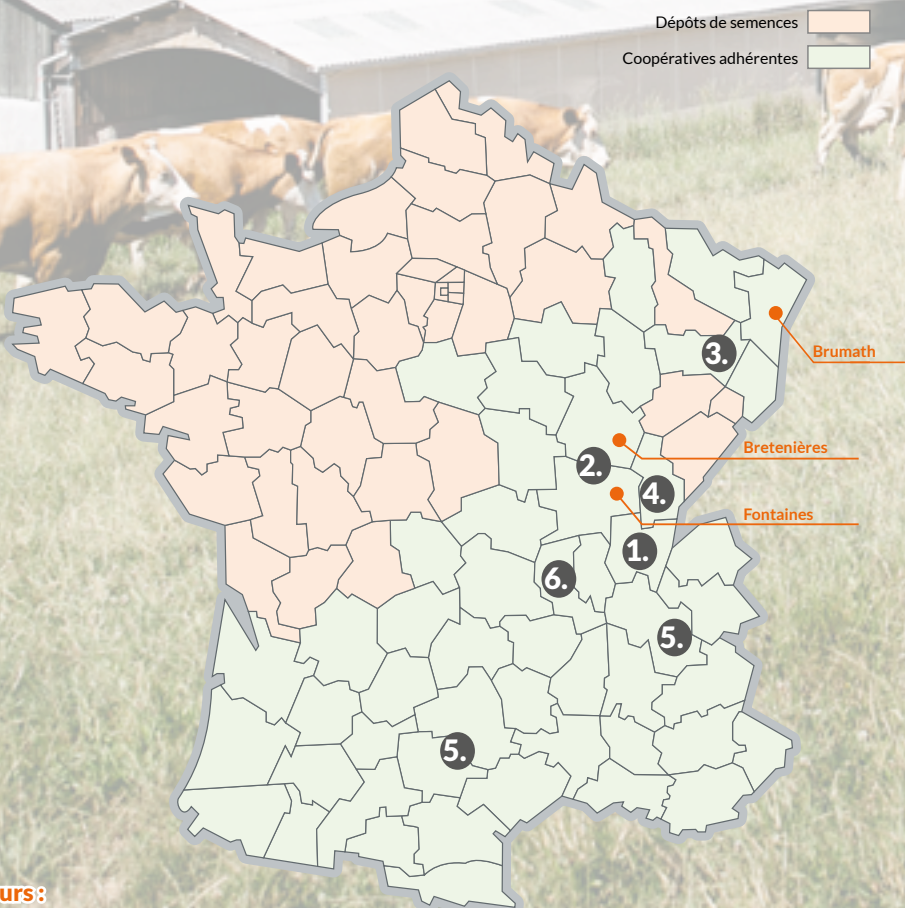 Dépôts de semences
Coopératives adhérentes
3.
Brumath
Bretenières
2.
4.
Fontaines
1.
6.
5.
5.
urs :